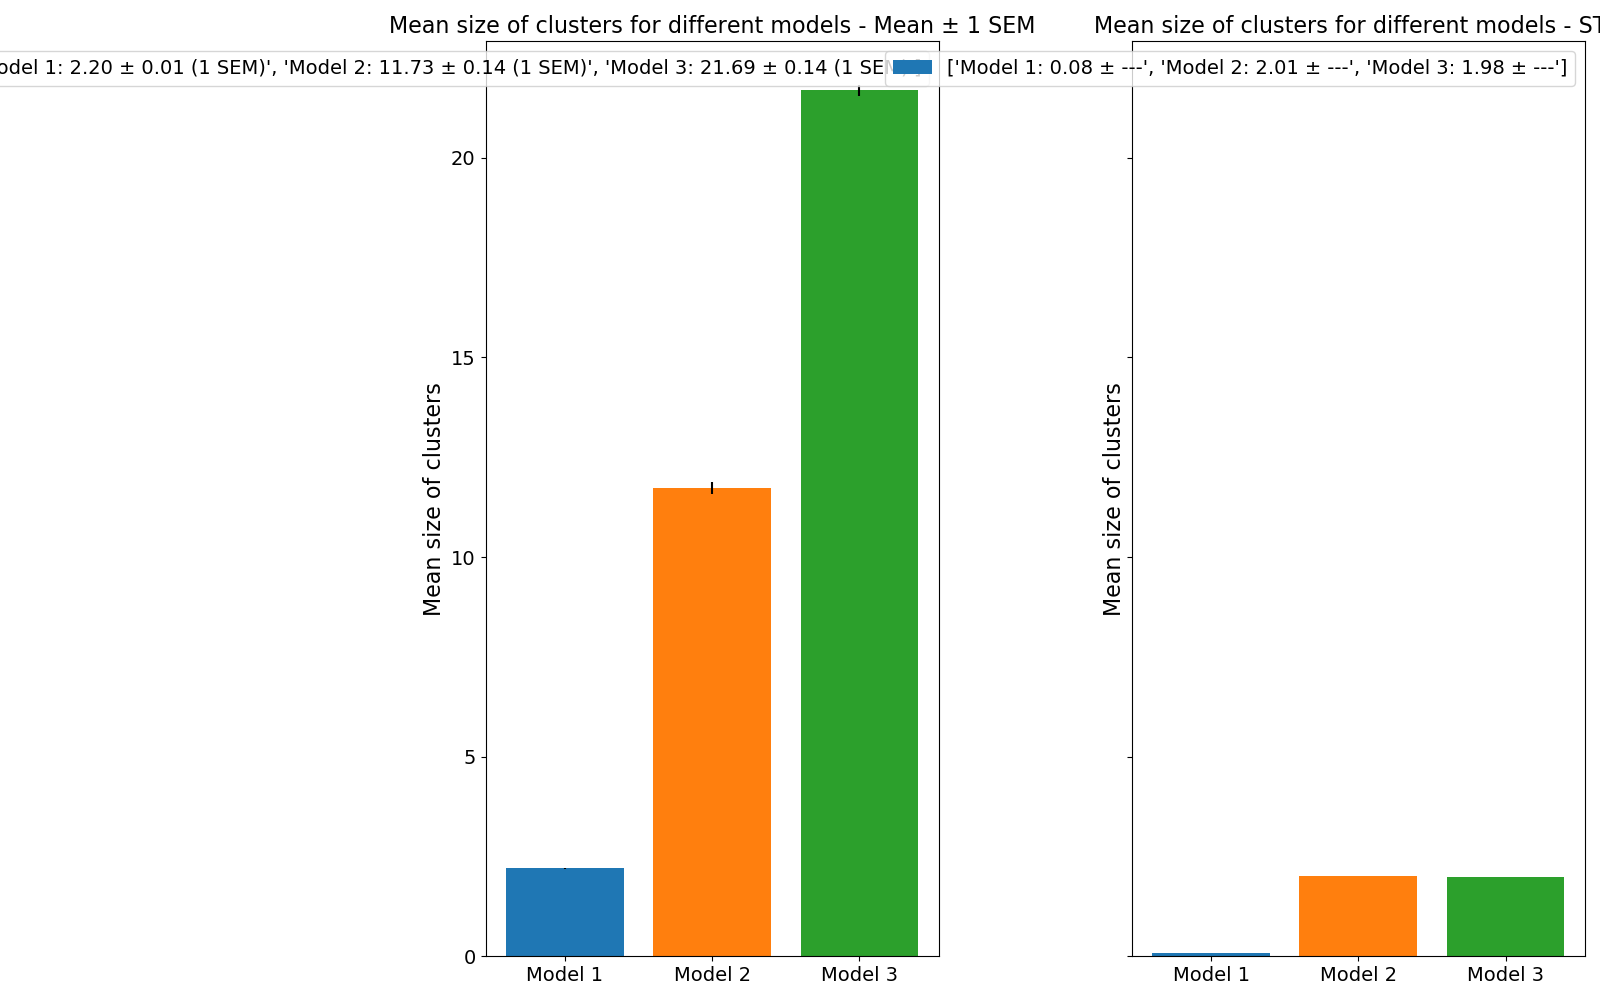 Mean size of clusters for different models - Mean ± 1 SEM
Mean size of clusters for different models -
1: 2.20 ± 0.01 (1 SEM)', 'Model 2: 11.73 ± 0.14 (1 SEM)', 'Model 3: 21.69 ± 0.14 (1
['Model 1: 0.08 ± ---', 'Model 2: 2.01 ± ---', 'Model 3: 1.98 ± ---']
Mean size of clusters
20
15
10
5
0
Model 1
Model 2
Model 3
Mean size of clusters
Model 1
Model 2
Model 3